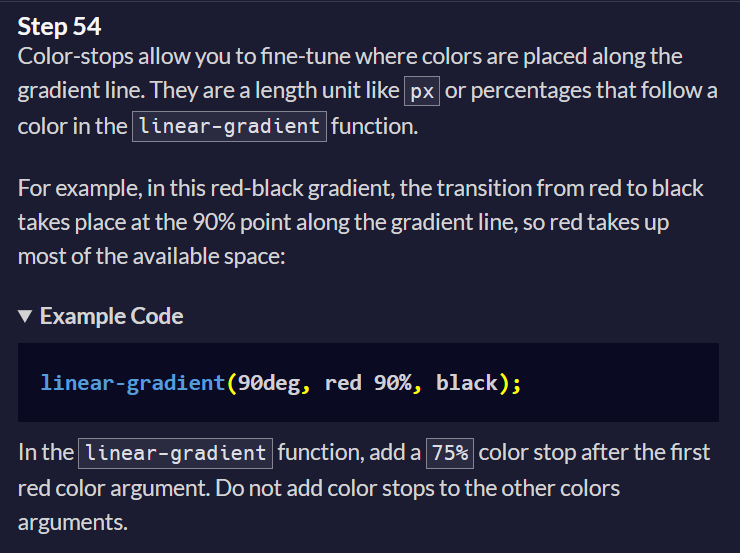 Step 54
Color-stops allow you to fine-tune where colors are placed along the
gradient line. They are a length unit like px or percentages that follow a
color in the linear-gradient function.
For example, in this red-black gradient, the transition from red to black
takes place at the 90% point along the gradient line, so red takes up
most of the available space:
▼ Example Code
linear-gradient(90deg, red 90%, black);
In the linear-gradient function, add a 75% color stop after the first
red color argument. Do not add color stops to the other colors
arguments.